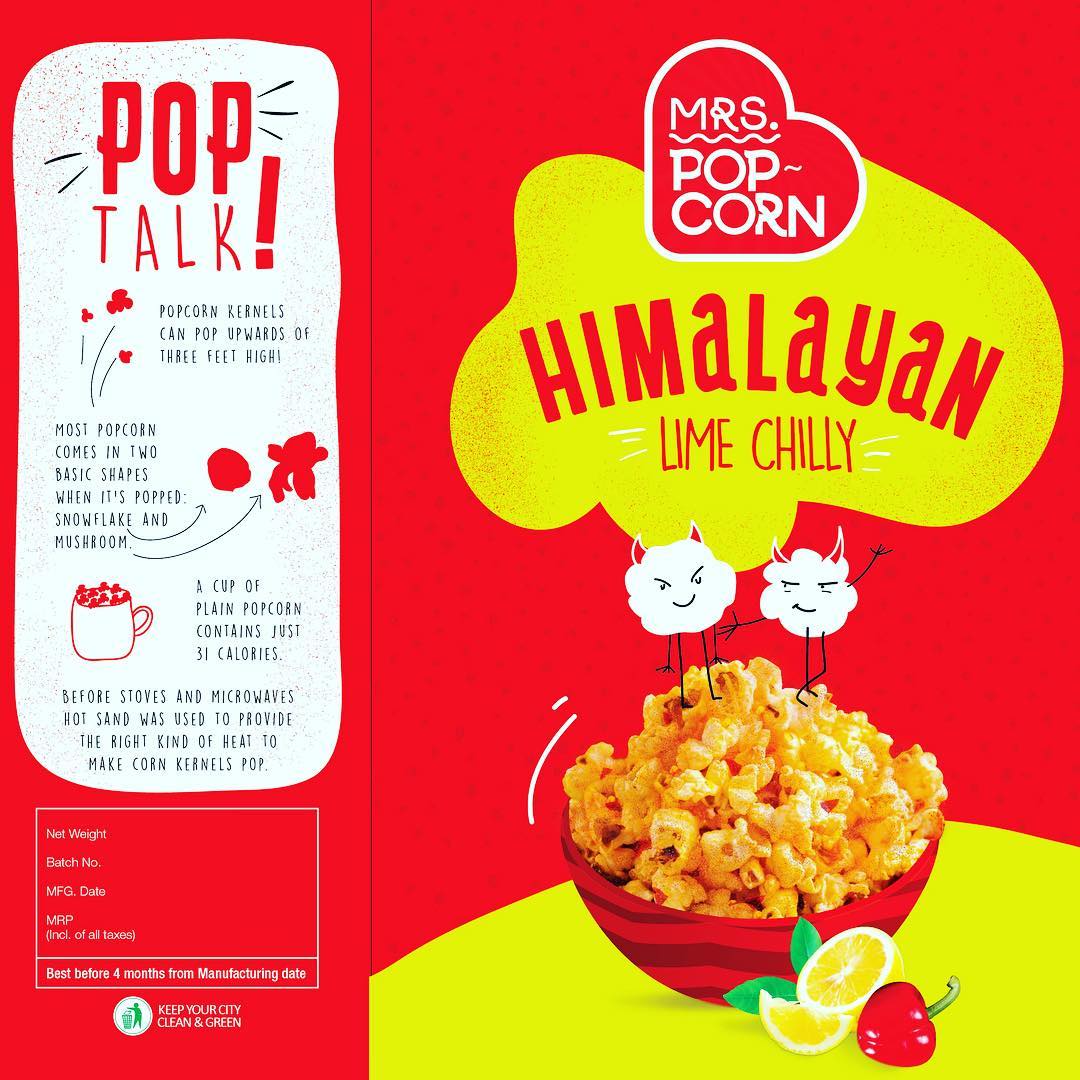 POP
TALK!
POPCORN KERNELS
CAN POP UPWARDS OF
THREE FEET HIGH!
MOST POPCORN
COMES IN TWO
BASIC SHAPES
WHEN IT'S POPPED:
SNOWFLAKE AND
MUSHROOM.
A CUP OF
PLAIN POPCORN
CONTAINS JUST
31 CALORIES.
BEFORE STOVES AND MICROWAVES
HOT SAND WAS USED TO PROVIDE
THE RIGHT KIND OF HEAT TO
MAKE CORN KERNELS POP.
Net Weight
Batch No.
MFG. Date
MRP
(Incl. of all taxes)
Best before 4 months from Manufacturing date
KEEP YOUR CITY
CLEAN & GREEN
MRS.
POP~
CORN
HIMaLayaN
LIME CHILLY